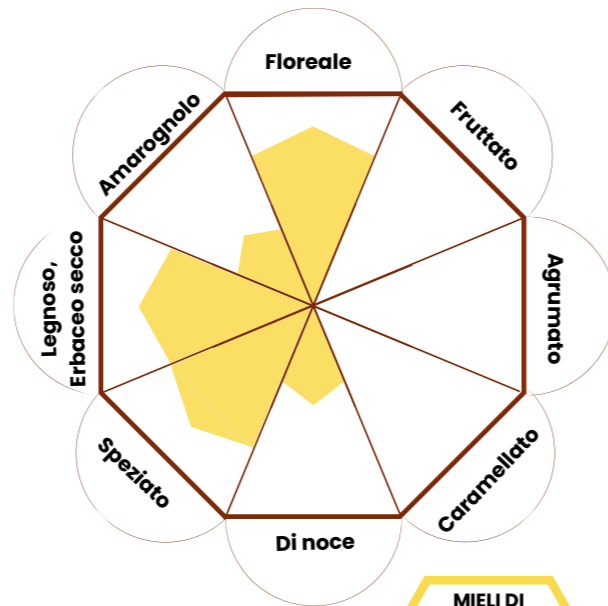 Floreale
Fruttato
Agrumato
Caramellato
Di noce
Speziato
Legnoso,
Erbaceo secco
Amarognolo
MIELI DI